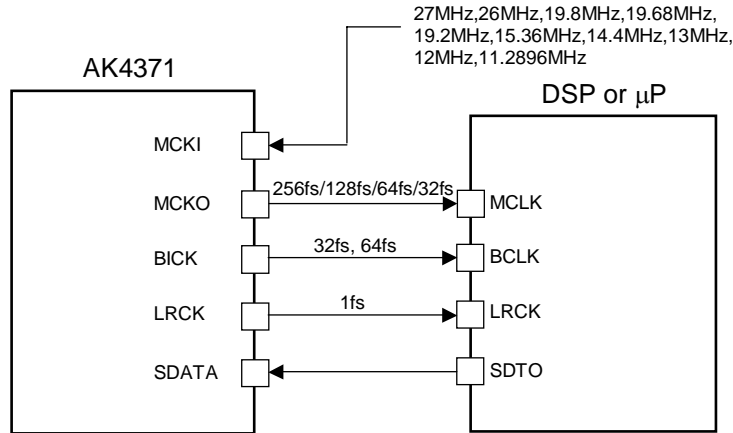 27MHz,26MHz,19.8MHz,19.68MHz,
19.2MHz,15.36MHz,14.4MHz,13MHz,
12MHz,11.2896MHz
AK4371
DSP or μP
MCKI
MCKO
256fs/128fs/64fs/32fs
MCLK
BICK
32fs, 64fs
BCLK
LRCK
1fs
LRCK
SDATA
SDTO